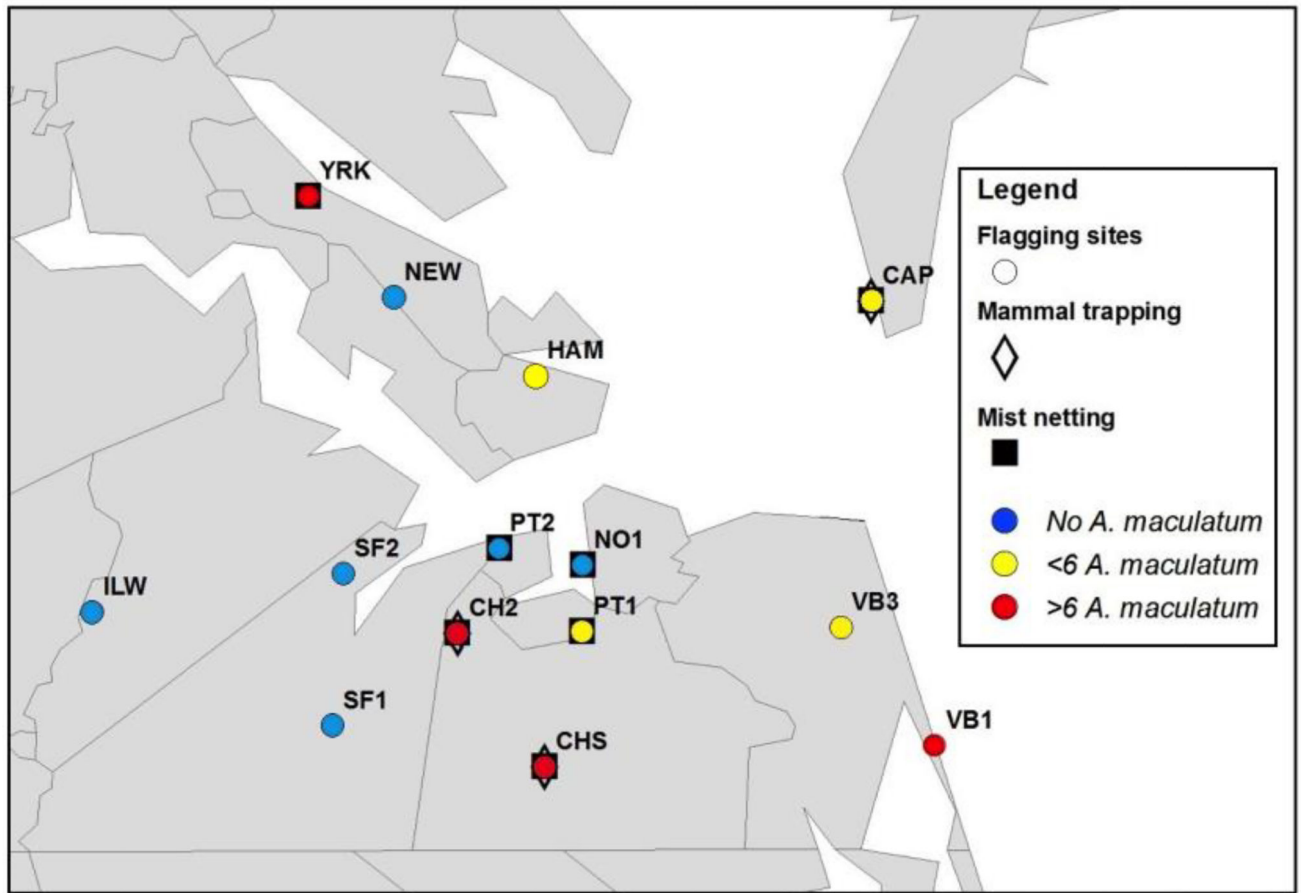 YRK
NEW
CAP
HAM
PT2
NO1
SF2
ILW
CH2
PT1
VB3
SF1
VB1
CHS
Legend
Flagging sites
Mammal trapping
Mist netting
No A. maculatum
<6 A. maculatum
>6 A. maculatum